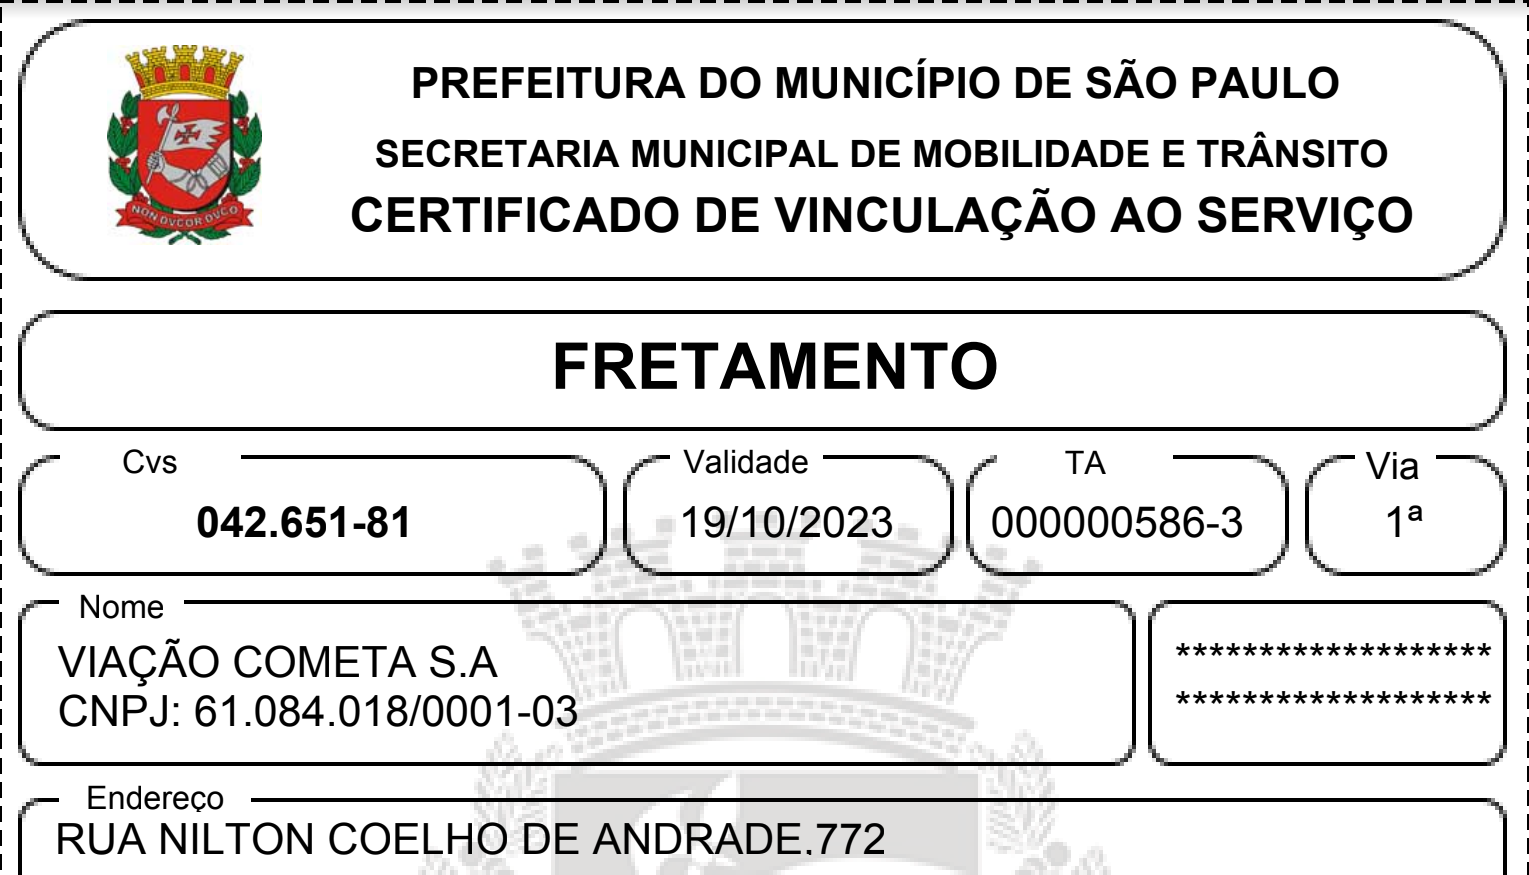 PREFEITURA DO MUNICÍPIO DE SÃO PAULO
SECRETARIA MUNICIPAL DE MOBILIDADE E TRÂNSITO
CERTIFICADO DE VINCULAÇÃO AO SERVIÇO
NON DVCOR DVCO
FRETAMENTO
Cvs Validade TA Via
042.651-81 19/10/2023 000000586-3 1ª
Nome
VIAÇÃO COMETA S.A *******************
CNPJ: 61.084.018/0001-03 *******************
Endereço
RUA NILTON COELHO DE ANDRADE,772